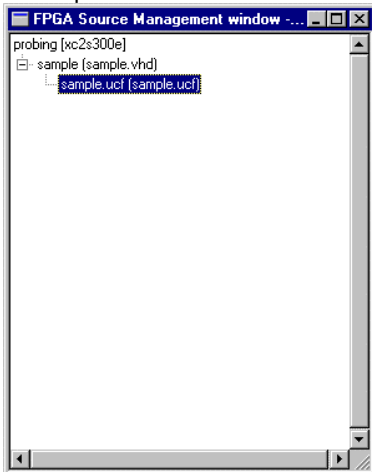 FPGA Source Management window -...
probing [xc2s300e]
sample (sample.vhd)
sample.ucf (sample.ucf)